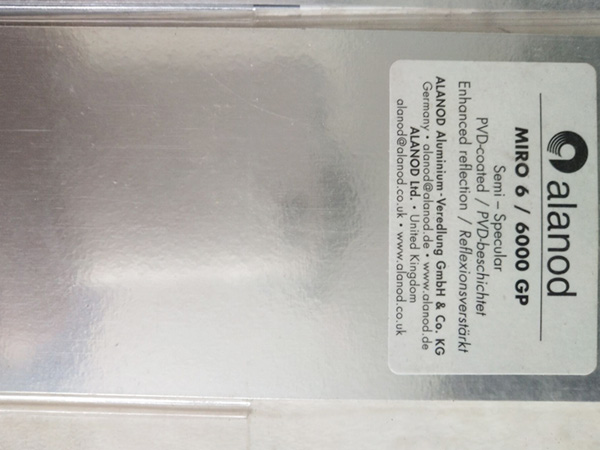 alanod
MIRO 6 / 6000 GP
Semi – Specular
PVD-coated / PVD-beschichtet
Enhanced reflection / Reflexionsverstärkt
ALANOD Aluminium-Veredlung GmbH & Co. KG
Germany • alanod@alanod.de • www.alanod.de
ALANOD Ltd. • United Kingdom
alanod@alanod.co.uk • www.alanod.co.uk